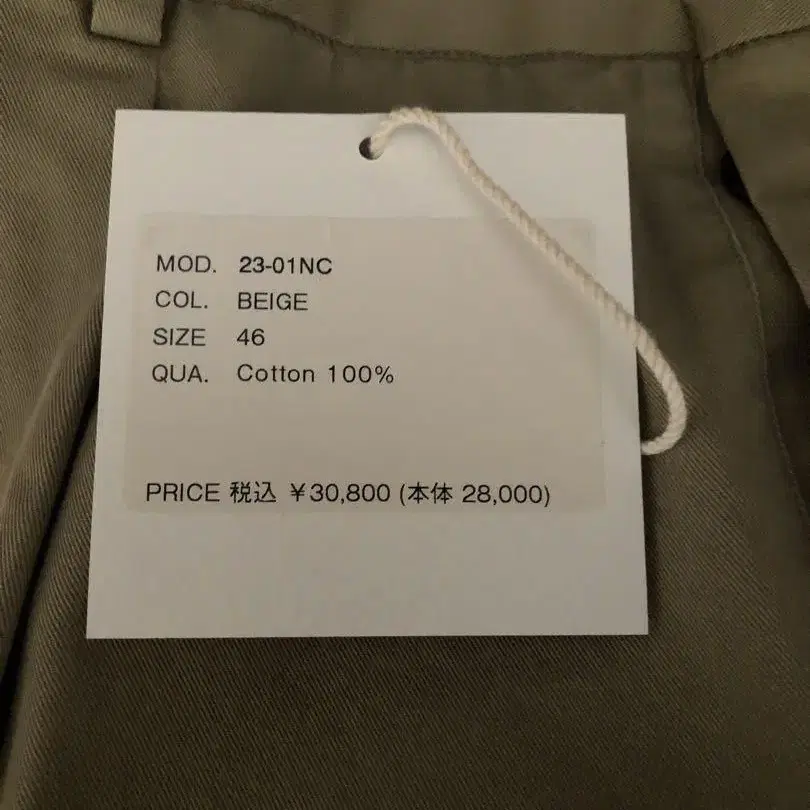 MOD. 23-01NC
COL. BEIGE
SIZE 46
QUA. Cotton 100%
PRICE 税込 ￥30,800 (本体 28,000)